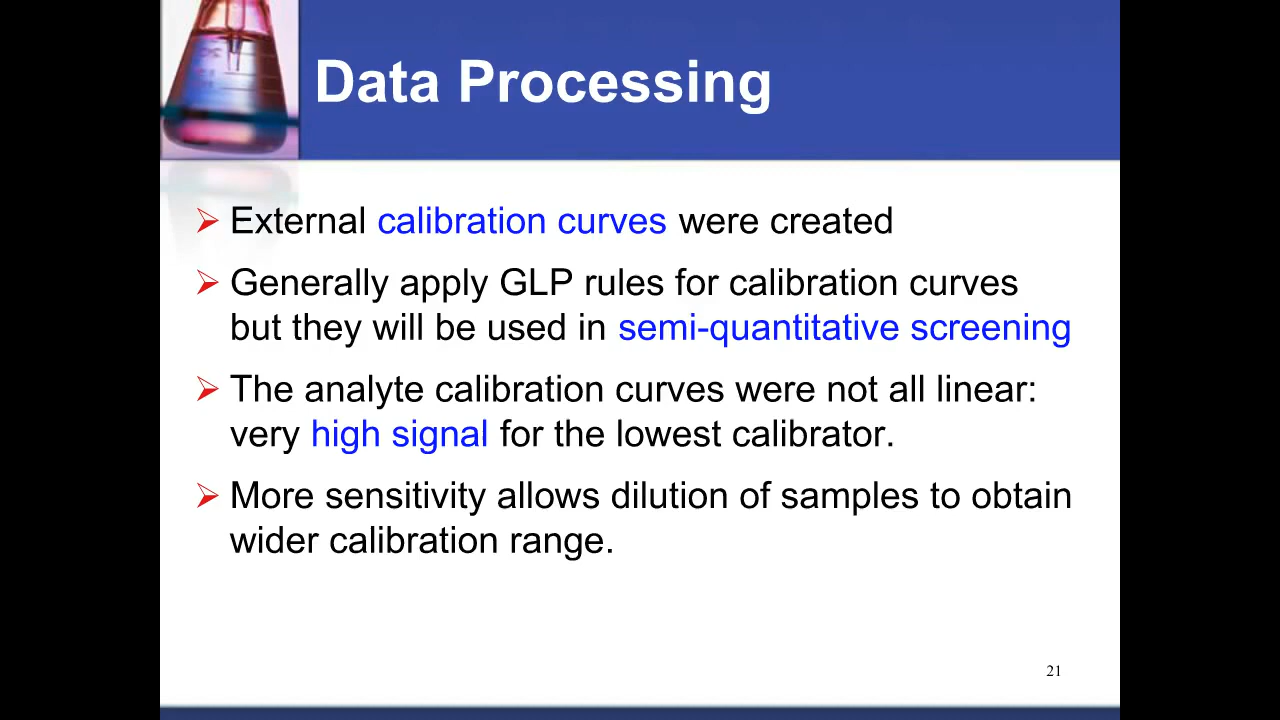 Data Processing
External calibration curves were created
Generally apply GLP rules for calibration curves
but they will be used in semi-quantitative screening
The analyte calibration curves were not all linear:
very high signal for the lowest calibrator.
More sensitivity allows dilution of samples to obtain
wider calibration range.
21